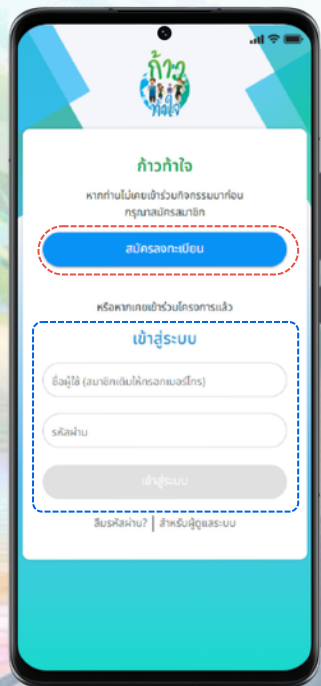 ก้าว
ท้าใจ
ก้าวท้าใจ
หากท่านไม่เคยเข้าร่วมกิจกรรมมาก่อน
กรุณาสมัครสมาชิก
สมัครลงทะเบียน
หรือหากเคยเข้าร่วมโครงการแล้ว
เข้าสู่ระบบ
ชื่อผู้ใช้ (สมาชิกเดิมให้กรอกเบอร์โทร)
รหัสผ่าน
เข้าสู่ระบบ
ลืมรหัสผ่าน? | สำหรับผู้ดูแลระบบ